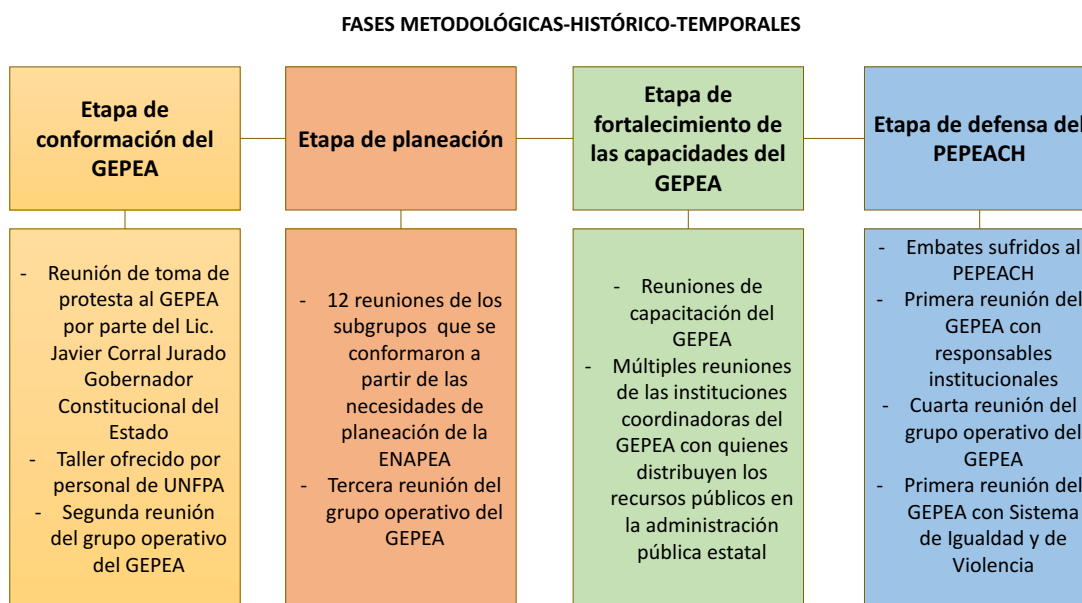 FASES METODOLÓGICAS-HISTÓRICO-TEMPORALES
Etapa de
conformación del
GEPEA
Etapa de planeación
Etapa de
fortalecimiento de
las capacidades del
GEPEA
Etapa de defensa del
PEPEACH
- Reunión de toma de
protesta al GEPEA
por parte del Lic.
Javier Corral Jurado
Gobernador
Constitucional del
Estado
- Taller ofrecido por
personal de UNFPA
- Segunda reunión
del grupo operativo
del GEPEA
- 12 reuniones de los
subgrupos que se
conformaron a
partir de las
necesidades de
planeación de la
ENAPEA
- Tercera reunión del
grupo operativo del
GEPEA
- Reuniones de
capacitación del
GEPEA
- Múltiples reuniones
de las instituciones
coordinadoras del
GEPEA con quienes
distribuyen los
recursos públicos en
la administración
pública estatal
- Embates sufridos al
PEPEACH
- Primera reunión del
GEPEA con
responsables
institucionales
- Cuarta reunión del
grupo operativo del
GEPEA
- Primera reunión del
GEPEA con Sistema
de Igualdad y de
Violencia